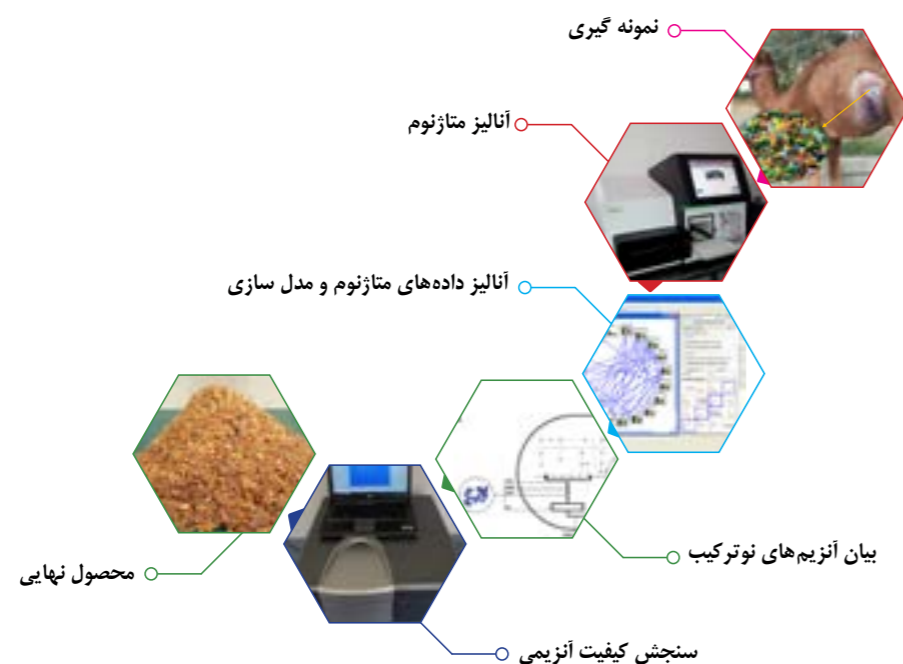 نمونه گیری
آنالیز متاژنوم
آنالیز داده‌های متاژنوم و مدل سازی
بیان آنزیم‌های نوترکیب
سنجش کیفیت آنزیمی
محصول نهایی